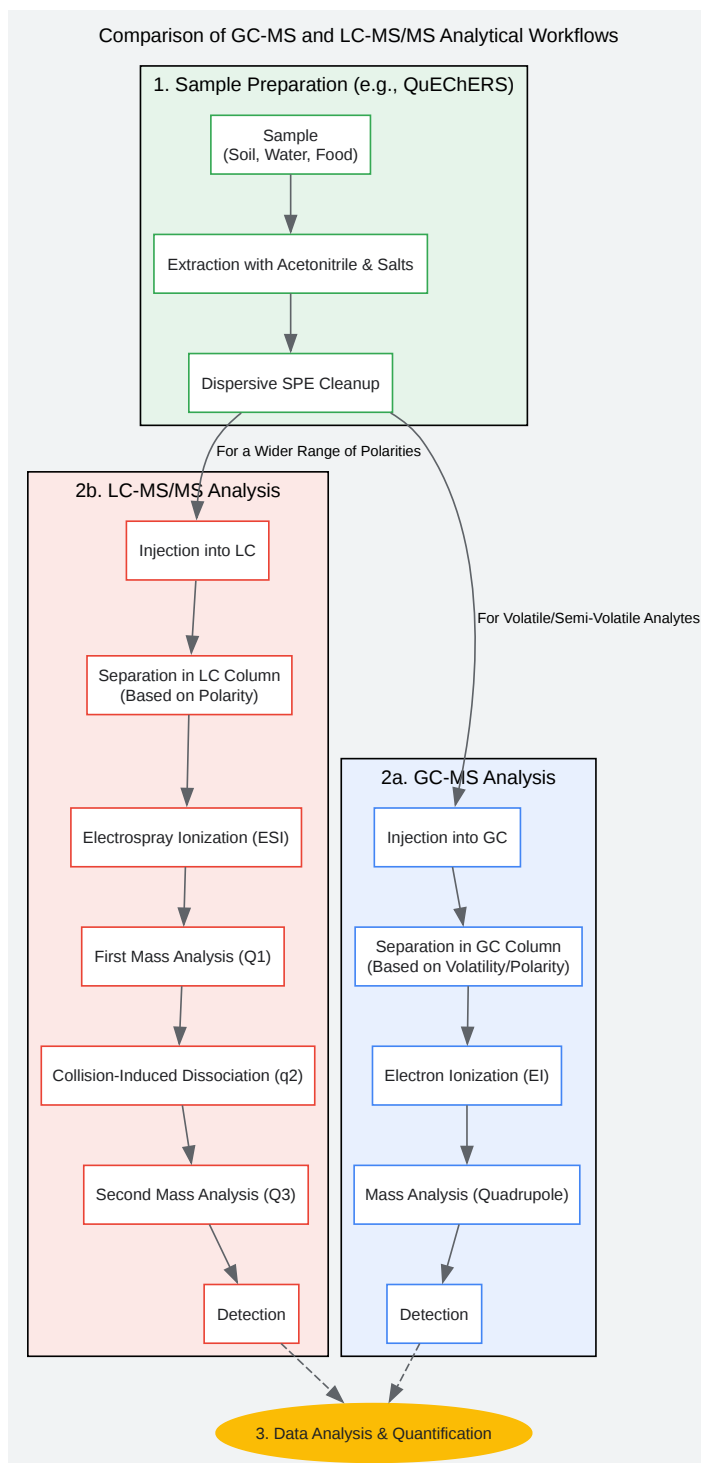 Comparison of GC-MS and LC-MS/MS Analytical Workflows
1. Sample Preparation (e.g., QuEChERS)
Sample
(Soil, Water, Food)
Extraction with Acetonitrile & Salts
Dispersive SPE Cleanup
For a Wider Range of Polarities
2b. LC-MS/MS Analysis
Injection into LC
Separation in LC Column
(Based on Polarity)
Electrospray Ionization (ESI)
First Mass Analysis (Q1)
Collision-Induced Dissociation (q2)
Second Mass Analysis (Q3)
Detection
For Volatile/Semi-Volatile Analytes
2a. GC-MS Analysis
Injection into GC
Separation in GC Column
(Based on Volatility/Polarity)
Electron Ionization (EI)
Mass Analysis (Quadrupole)
Detection
3. Data Analysis & Quantification